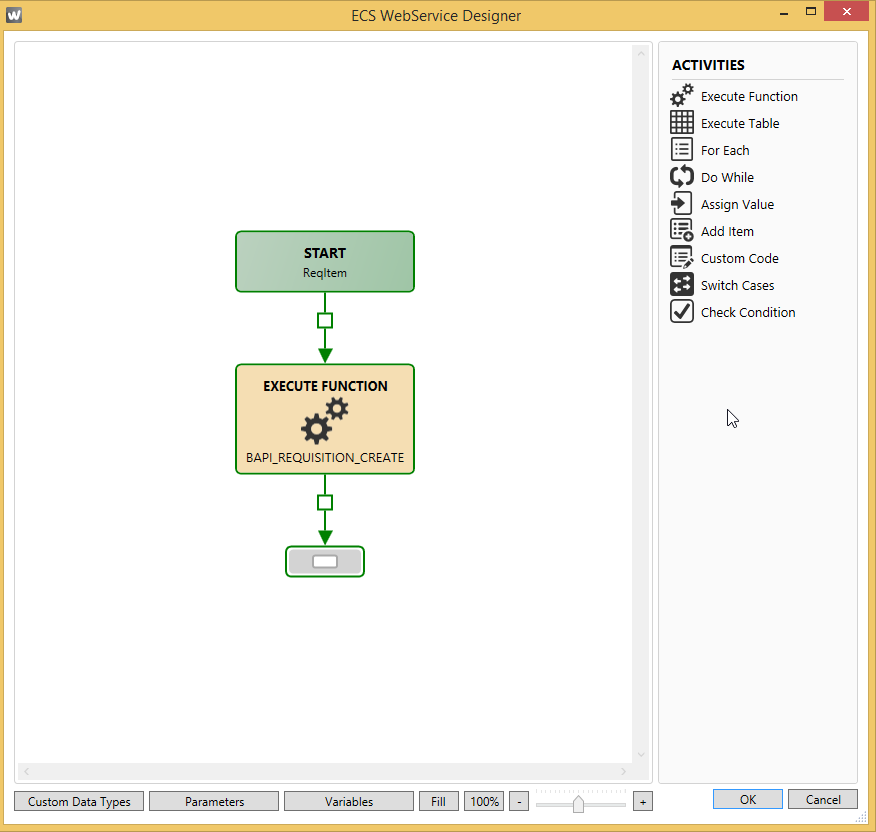 W
ECS WebService Designer
START
ReqItem
EXECUTE FUNCTION
BAPI_REQUISITION_CREATE
ACTIVITIES
Execute Function
Execute Table
For Each
Do While
Assign Value
Add Item
Custom Code
Switch Cases
Check Condition
Custom Data Types
Parameters
Variables
Fill
100%
-
+
OK
Cancel